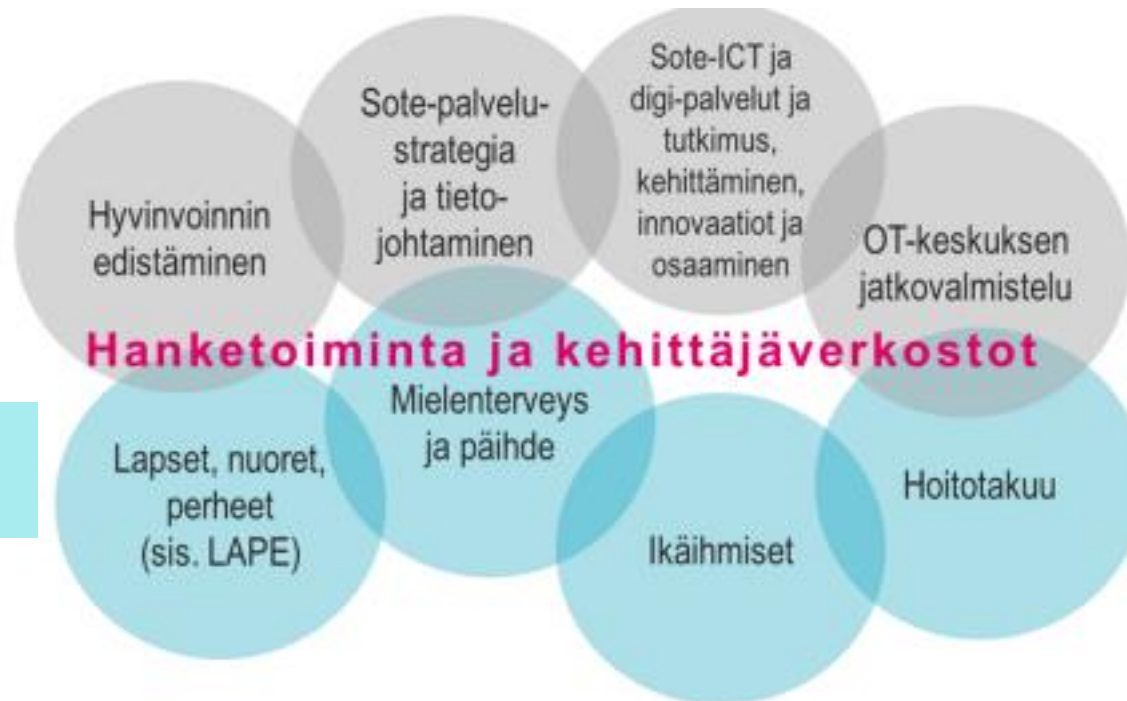 Hyvinvoinnin
edistäminen
Sote-palvelu-
strategia
ja tieto-
johtaminen
Sote-ICT ja
digi-palvelut ja
tutkimus,
kehittäminen,
innovaatiot ja
osaaminen
OT-keskuksen
jatkovalmistelu
Hanketoiminta ja kehittäjäverkostot
Lapset, nuoret,
perheet
(sis. LAPE)
Mielenterveys
ja päihde
Ikäihmiset
Hoitotakuu